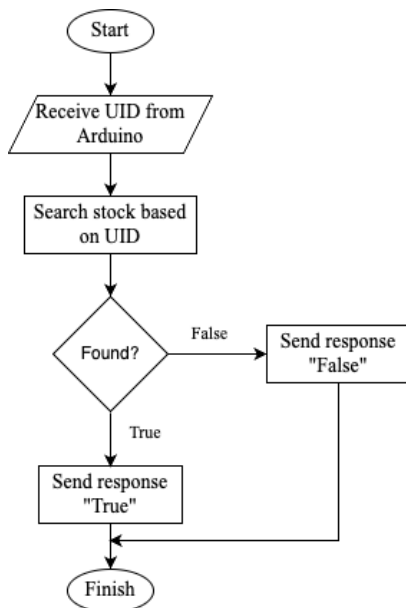 Start
Receive UID from
Arduino
Search stock based
on UID
Found?
False
Send response
"False"
True
Send response
"True"
Finish